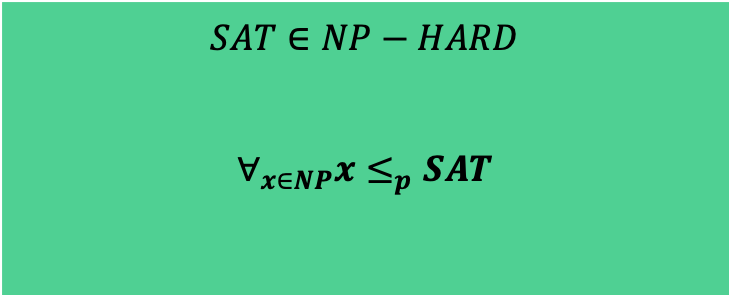 SAT ∈ NP − HARD
∀x∈NP x ≤p SAT